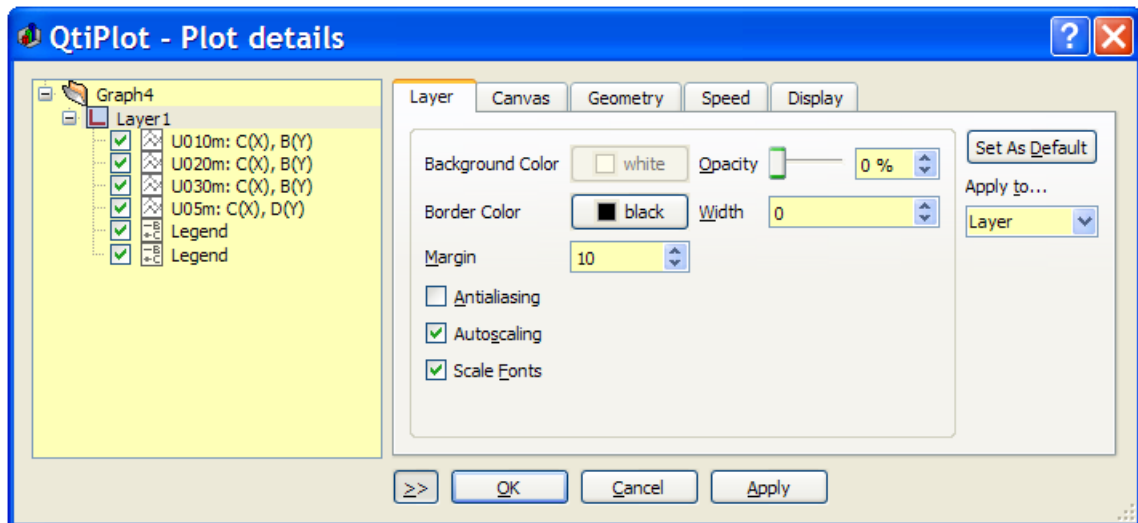 QtiPlot - Plot details
Graph4
Layer1
U010m: C(X), B(Y)
U020m: C(X), B(Y)
U030m: C(X), B(Y)
U05m: C(X), D(Y)
Legend
Legend
Layer Canvas Geometry Speed Display
Background Color white Opacity 0 %
Border Color black Width 0
Margin 10
Antialiasing
Autoscaling
Scale Fonts
Set As Default
Apply to...
Layer
>> OK Cancel Apply